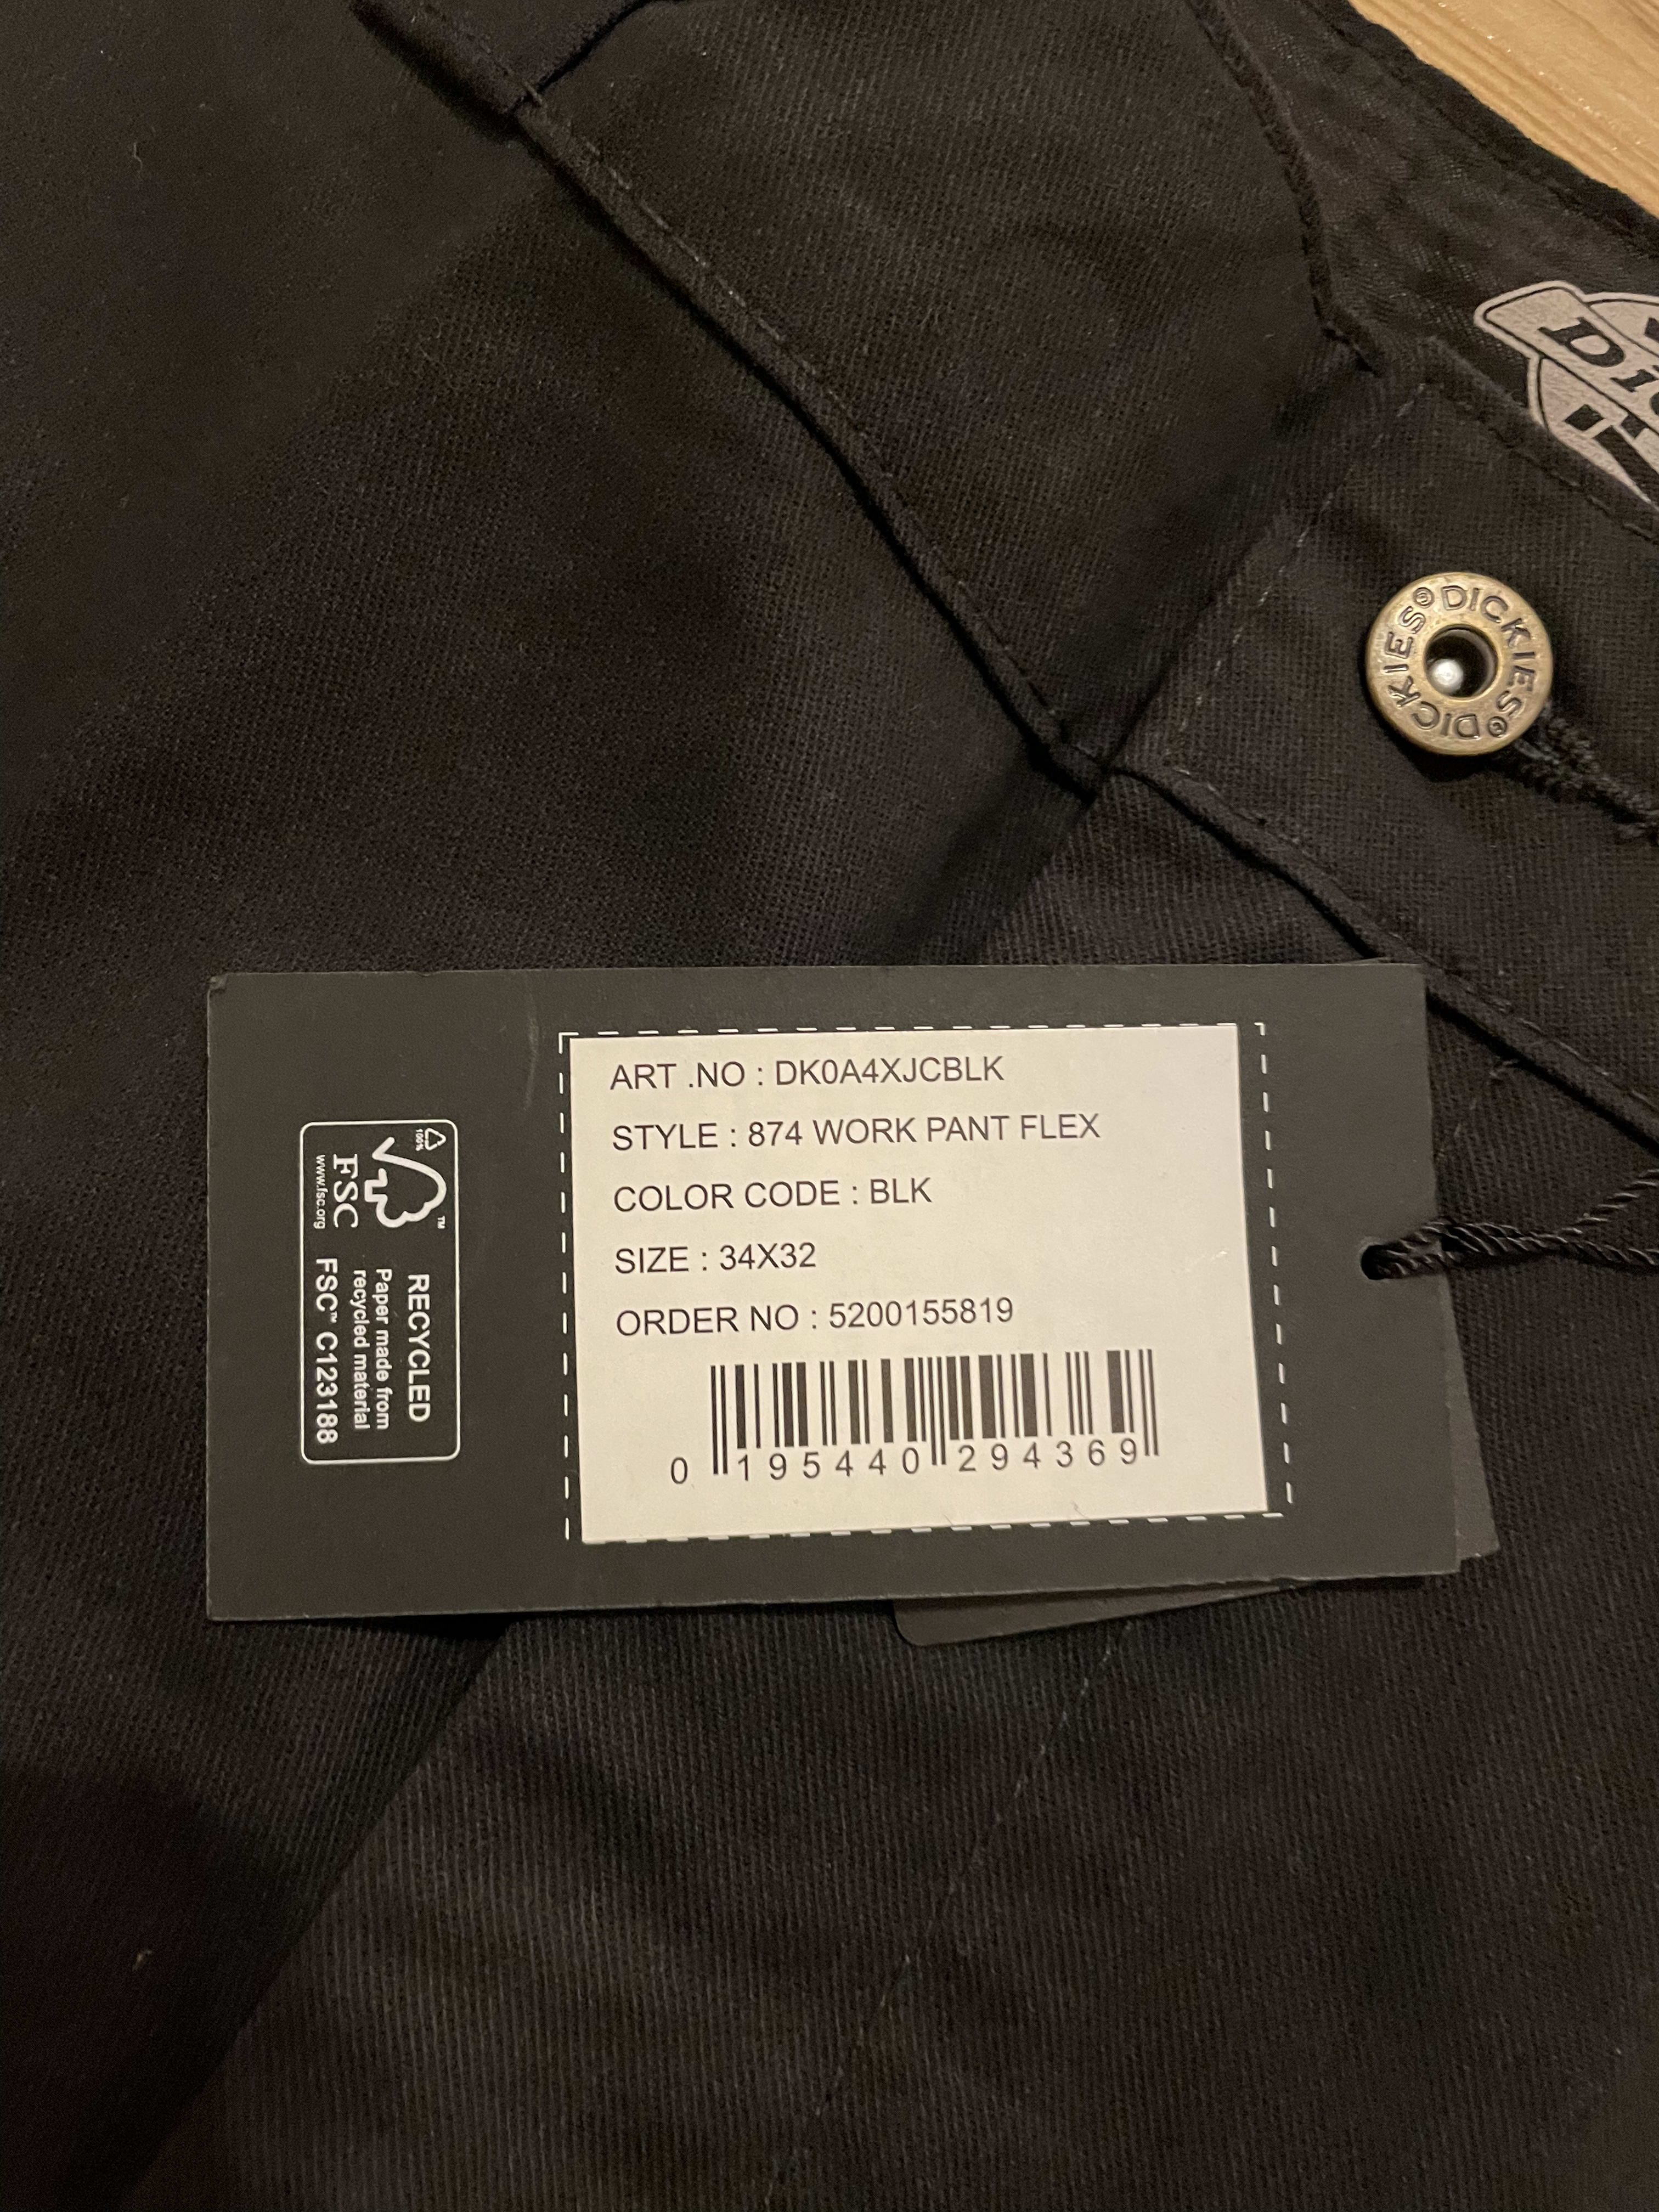 DICKIES® DICKIES®
ART .NO : DK0A4XJCBLK
STYLE : 874 WORK PANT FLEX
COLOR CODE : BLK
SIZE : 34X32
ORDER NO : 5200155819
0 195440 294369
100%
™
FSC
www.fsc.org
RECYCLED
Paper made from
recycled material
FSC™ C123188